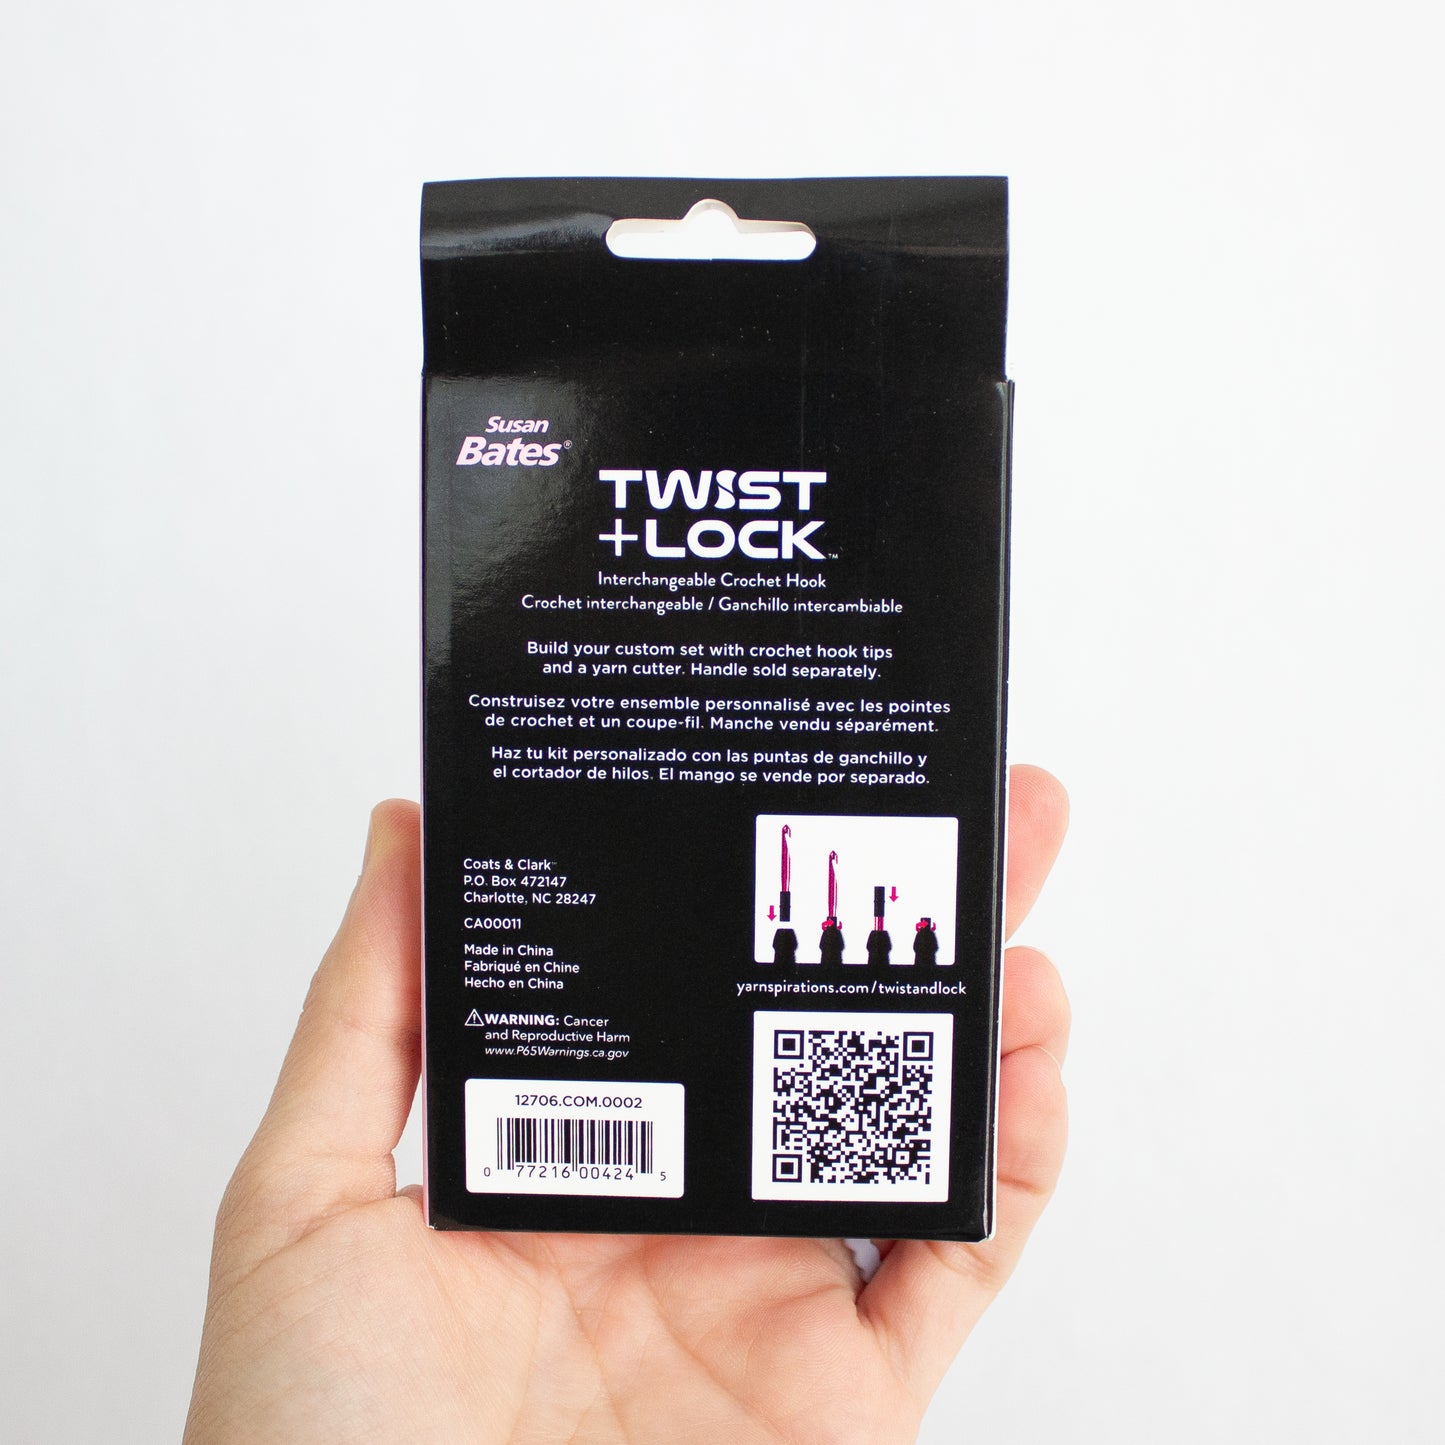 Susan
Bates®
TWIST
+LOCK™
Interchangeable Crochet Hook
Crochet interchangeable / Ganchillo intercambiable
Build your custom set with crochet hook tips
and a yarn cutter. Handle sold separately.
Construisez votre ensemble personnalisé avec les pointes
de crochet et un coupe-fil. Manche vendu séparément.
Haz tu kit personalizado con las puntas de ganchillo y
el cortador de hilos. El mango se vende por separado.
Coats & Clark™
P.O. Box 472147
Charlotte, NC 28247
CA00011
Made in China
Fabriqué en Chine
Hecho en China
⚠WARNING: Cancer
and Reproductive Harm
www.P65Warnings.ca.gov
12706.COM.0002
0 77216 00424 5
yarnspirations.com/twistandlock